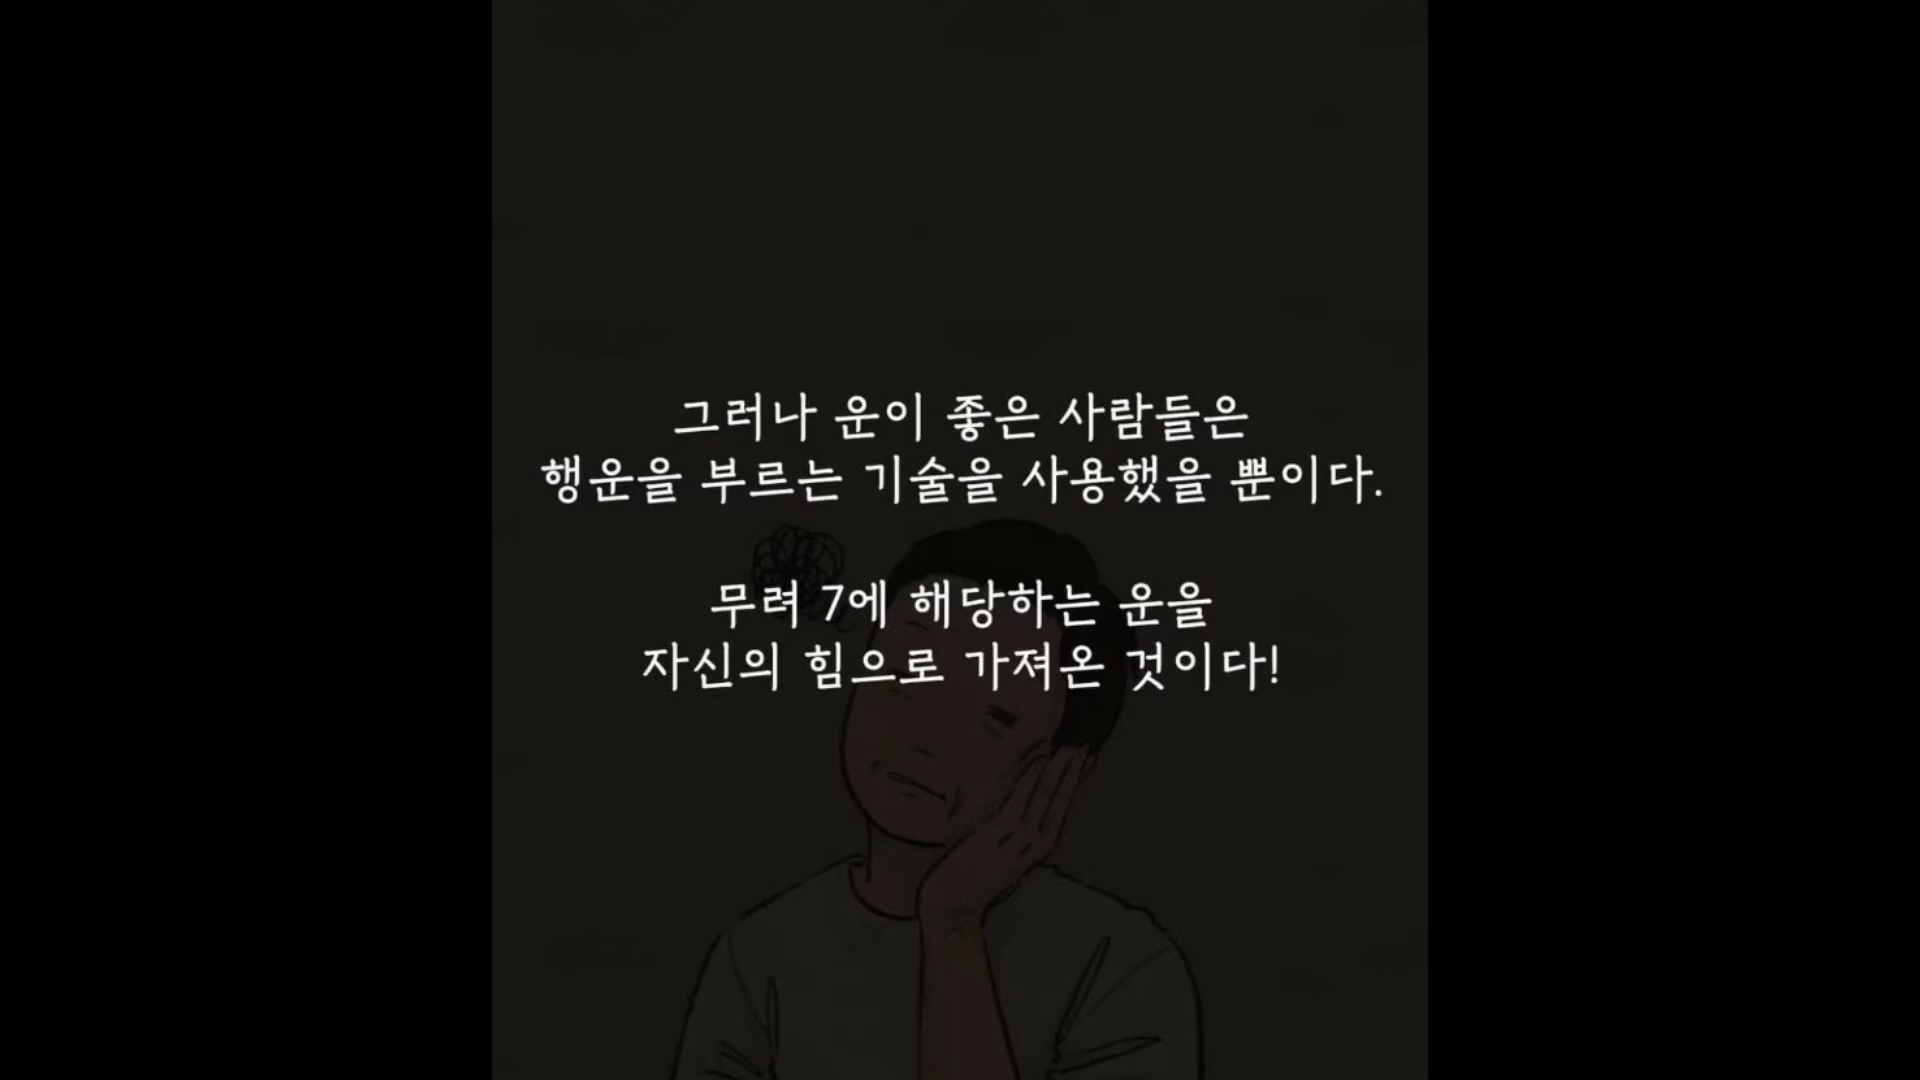 그러나 운이 좋은 사람들은
행운을 부르는 기술을 사용했을 뿐이다.
무려 7에 해당하는 운을
자신의 힘으로 가져온 것이다!